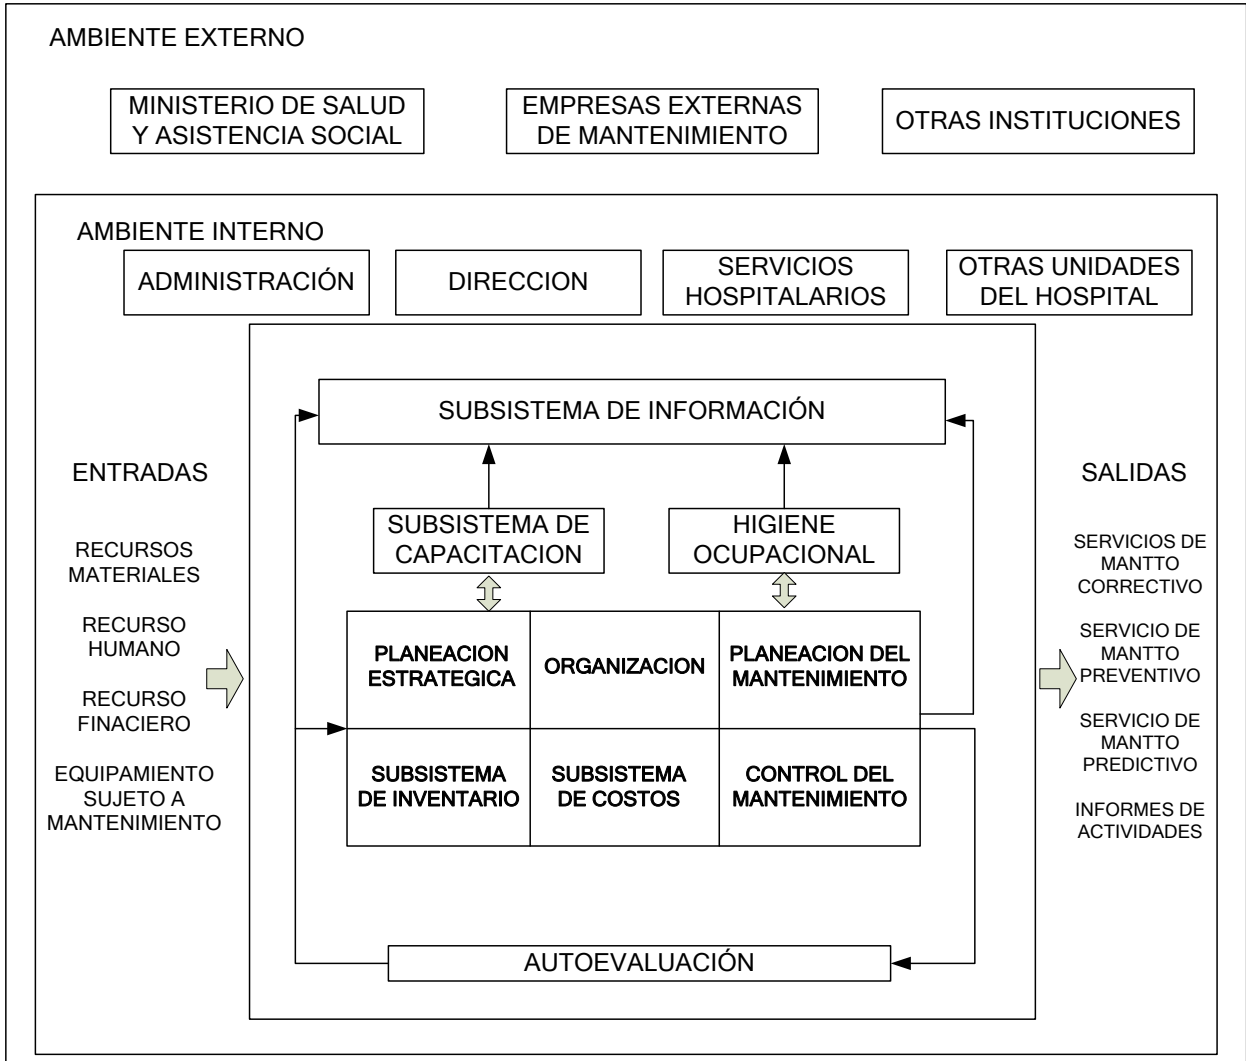 AMBIENTE EXTERNO
MINISTERIO DE SALUD
Y ASISTENCIA SOCIAL
EMPRESAS EXTERNAS
DE MANTENIMIENTO
OTRAS INSTITUCIONES
AMBIENTE INTERNO
ADMINISTRACIÓN
DIRECCION
SERVICIOS
HOSPITALARIOS
OTRAS UNIDADES
DEL HOSPITAL
SUBSISTEMA DE INFORMACIÓN
ENTRADAS
RECURSOS
MATERIALES
RECURSO
HUMANO
RECURSO
FINACIERO
EQUIPAMIENTO
SUJETO A
MANTENIMIENTO
SUBSISTEMA DE
CAPACITACION
HIGIENE
OCUPACIONAL
PLANEACION
ESTRATEGICA
ORGANIZACION
PLANEACION DEL
MANTENIMIENTO
SUBSISTEMA
DE INVENTARIO
SUBSISTEMA
DE COSTOS
CONTROL DEL
MANTENIMIENTO
AUTOEVALUACIÓN
SALIDAS
SERVICIOS DE
MANTTO
CORRECTIVO
SERVICIO DE
MANTTO
PREVENTIVO
SERVICIO DE
MANTTO
PREDICTIVO
INFORMES DE
ACTIVIDADES